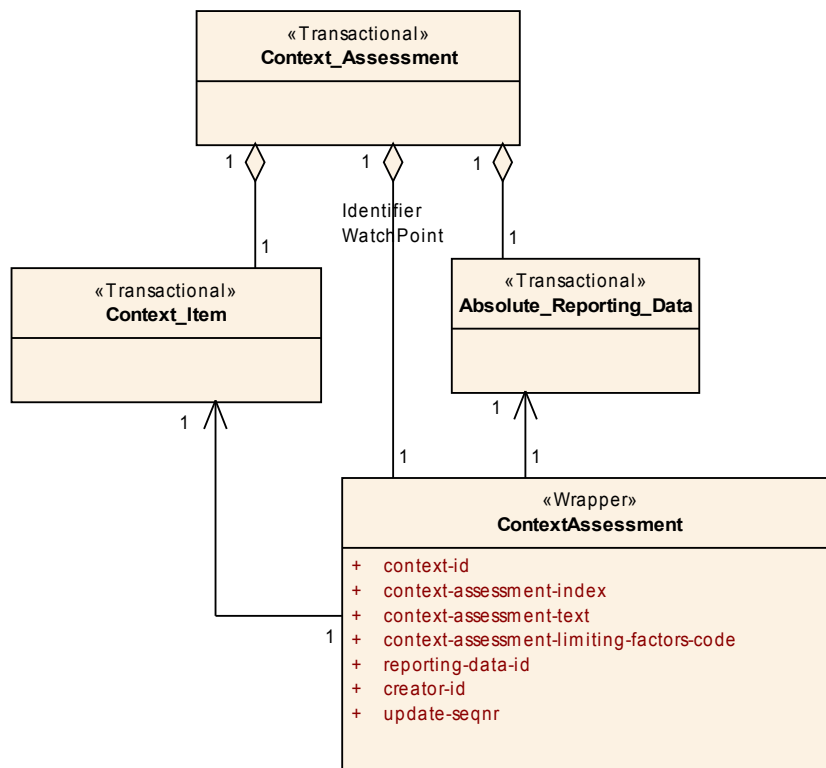 «Transactional»
Context_Assessment
1 1 1
Identifier
WatchPoint
1 1
«Transactional»
Context_Item
«Transactional»
Absolute_Reporting_Data
1 1
1 1
«Wrapper»
ContextAssessment
+ context-id
+ context-assessment-index
+ context-assessment-text
+ context-assessment-limiting-factors-code
+ reporting-data-id
+ creator-id
+ update-seqnr
1